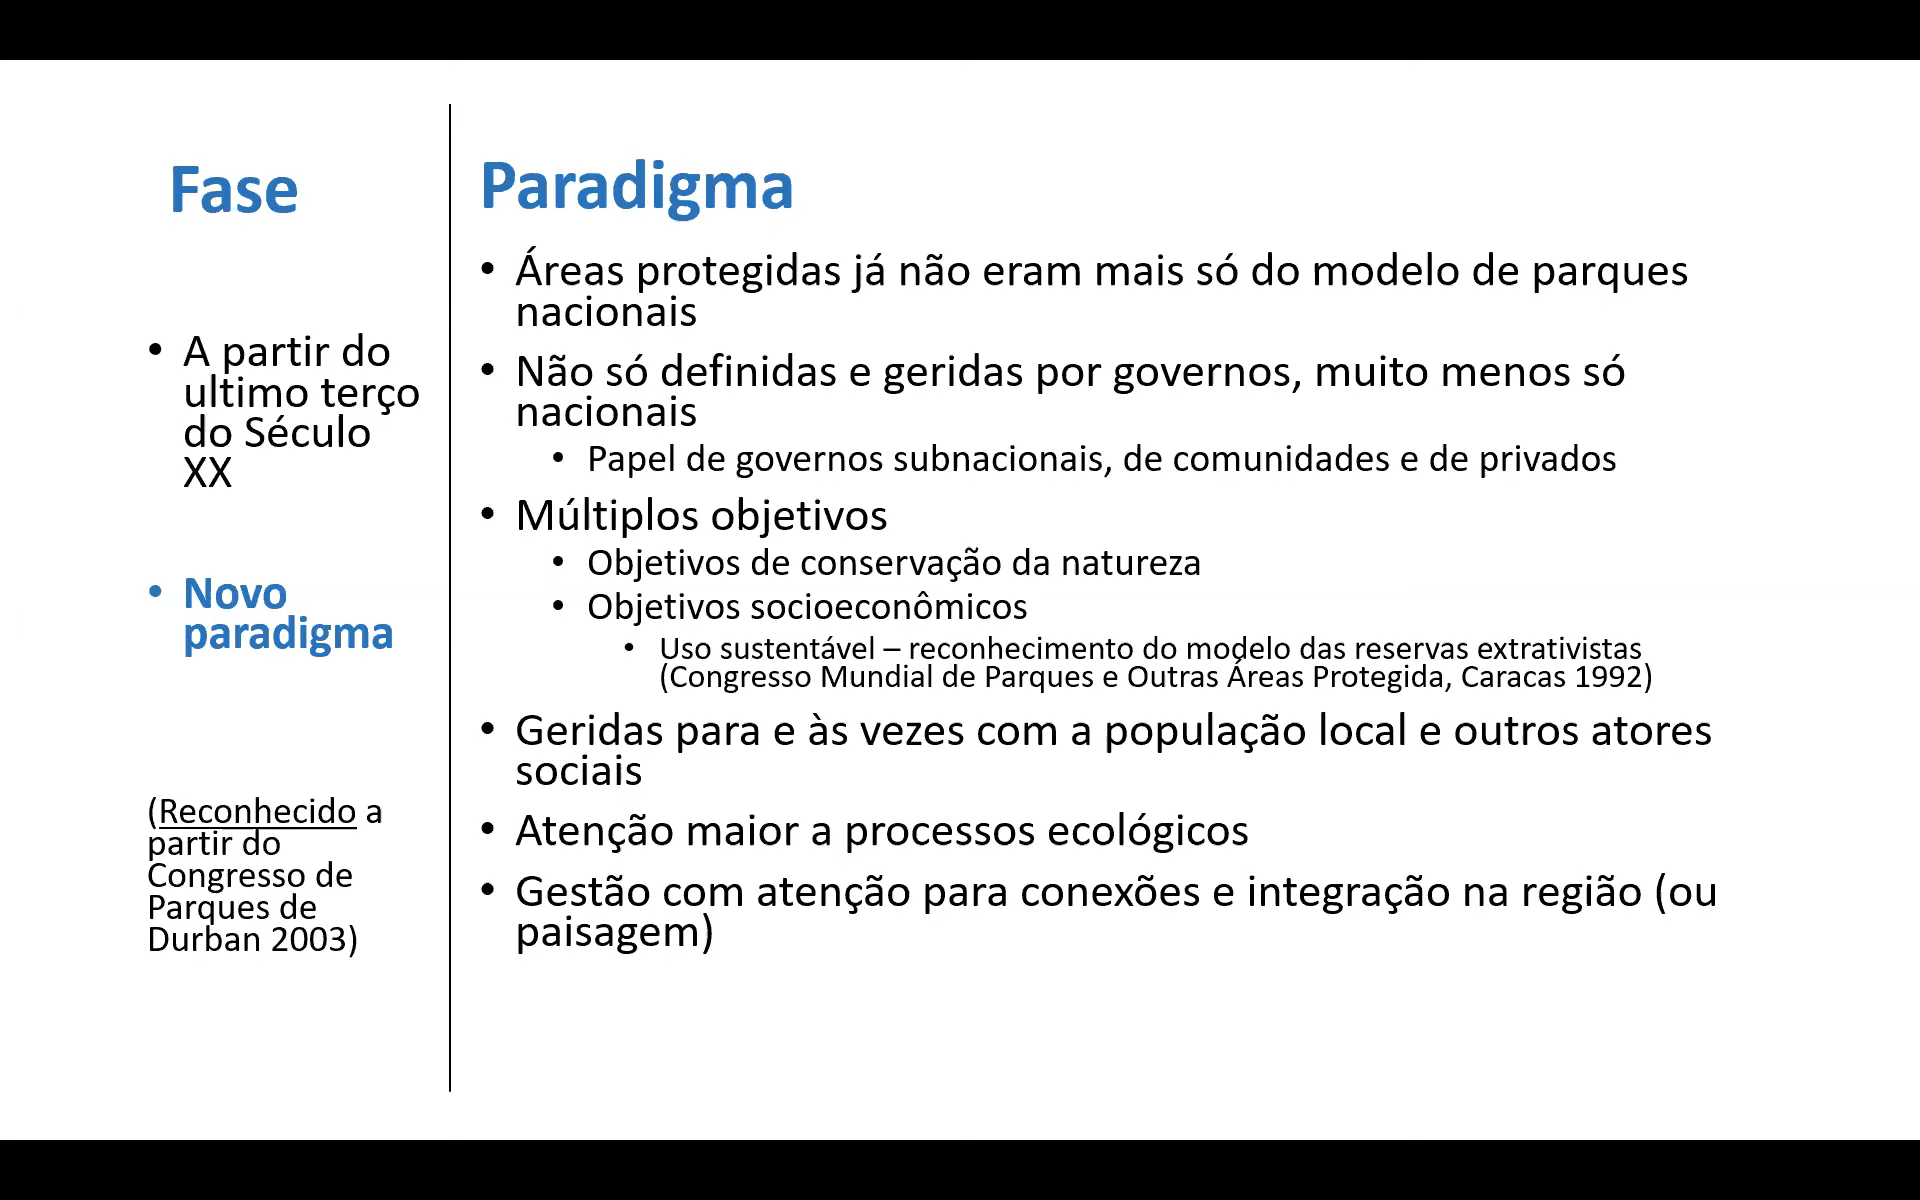 Fase
• A partir do
ultimo terço
do Século
XX
• Novo
paradigma
(Reconhecido a
partir do
Congresso de
Parques de
Durban 2003)
Paradigma
• Áreas protegidas já não eram mais só do modelo de parques
nacionais
• Não só definidas e geridas por governos, muito menos só
nacionais
• Papel de governos subnacionais, de comunidades e de privados
• Múltiplos objetivos
• Objetivos de conservação da natureza
• Objetivos socioeconômicos
• Uso sustentável – reconhecimento do modelo das reservas extrativistas
(Congresso Mundial de Parques e Outras Áreas Protegida, Caracas 1992)
• Geridas para e às vezes com a população local e outros atores
sociais
• Atenção maior a processos ecológicos
• Gestão com atenção para conexões e integração na região (ou
paisagem)